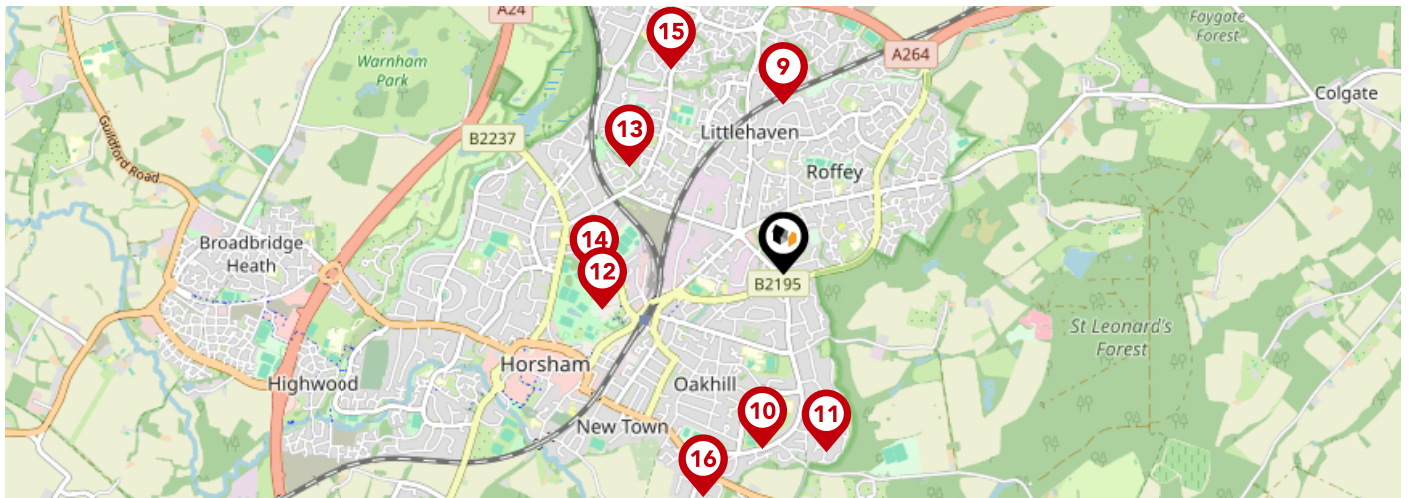 A24
Faygate
Forest
15
Warnham
Park
A264
9
Colgate
13
Littlehaven
B2237
Guildford Road
Roffey
14
Broadbridge
Heath
12
B2195
St Leonard's
Forest
Horsham
Highwood
Oakhill
10
11
New Town
16